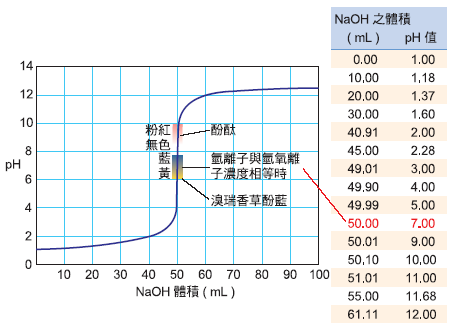 14
12
10
8
6
4
2
0
pH
10 20 30 40 50 60 70 80 90 100
NaOH 體積 ( mL )
粉紅
無色
藍
黃
酚酞
氫離子與氫氧離
子濃度相等時
溴瑞香草酚藍
NaOH 之體積
( mL ) pH 值
0.00 1.00
10,00 1,18
20.00 1,37
30.00 1.60
40.91 2.00
45.00 2.28
49,01 3,00
49,90 4,00
49,99 5,00
50.00 7.00
50,01 9,00
50,10 10,00
51,01 11,00
55,00 11,68
61,11 12,00